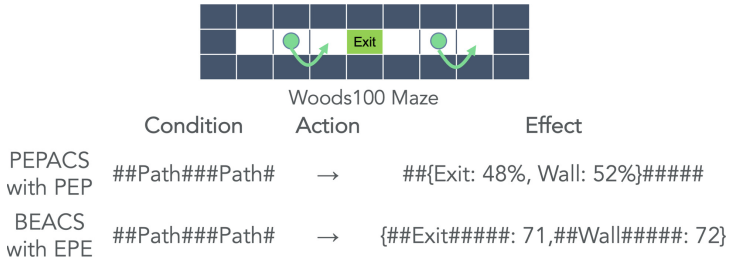 Exit
Woods100 Maze
Condition Action Effect
PEPACS with PEP ##Path###Path# → ##{Exit: 48%, Wall: 52%}#####
BEACS with EPE ##Path###Path# → {##Exit#####: 71,##Wall#####: 72}